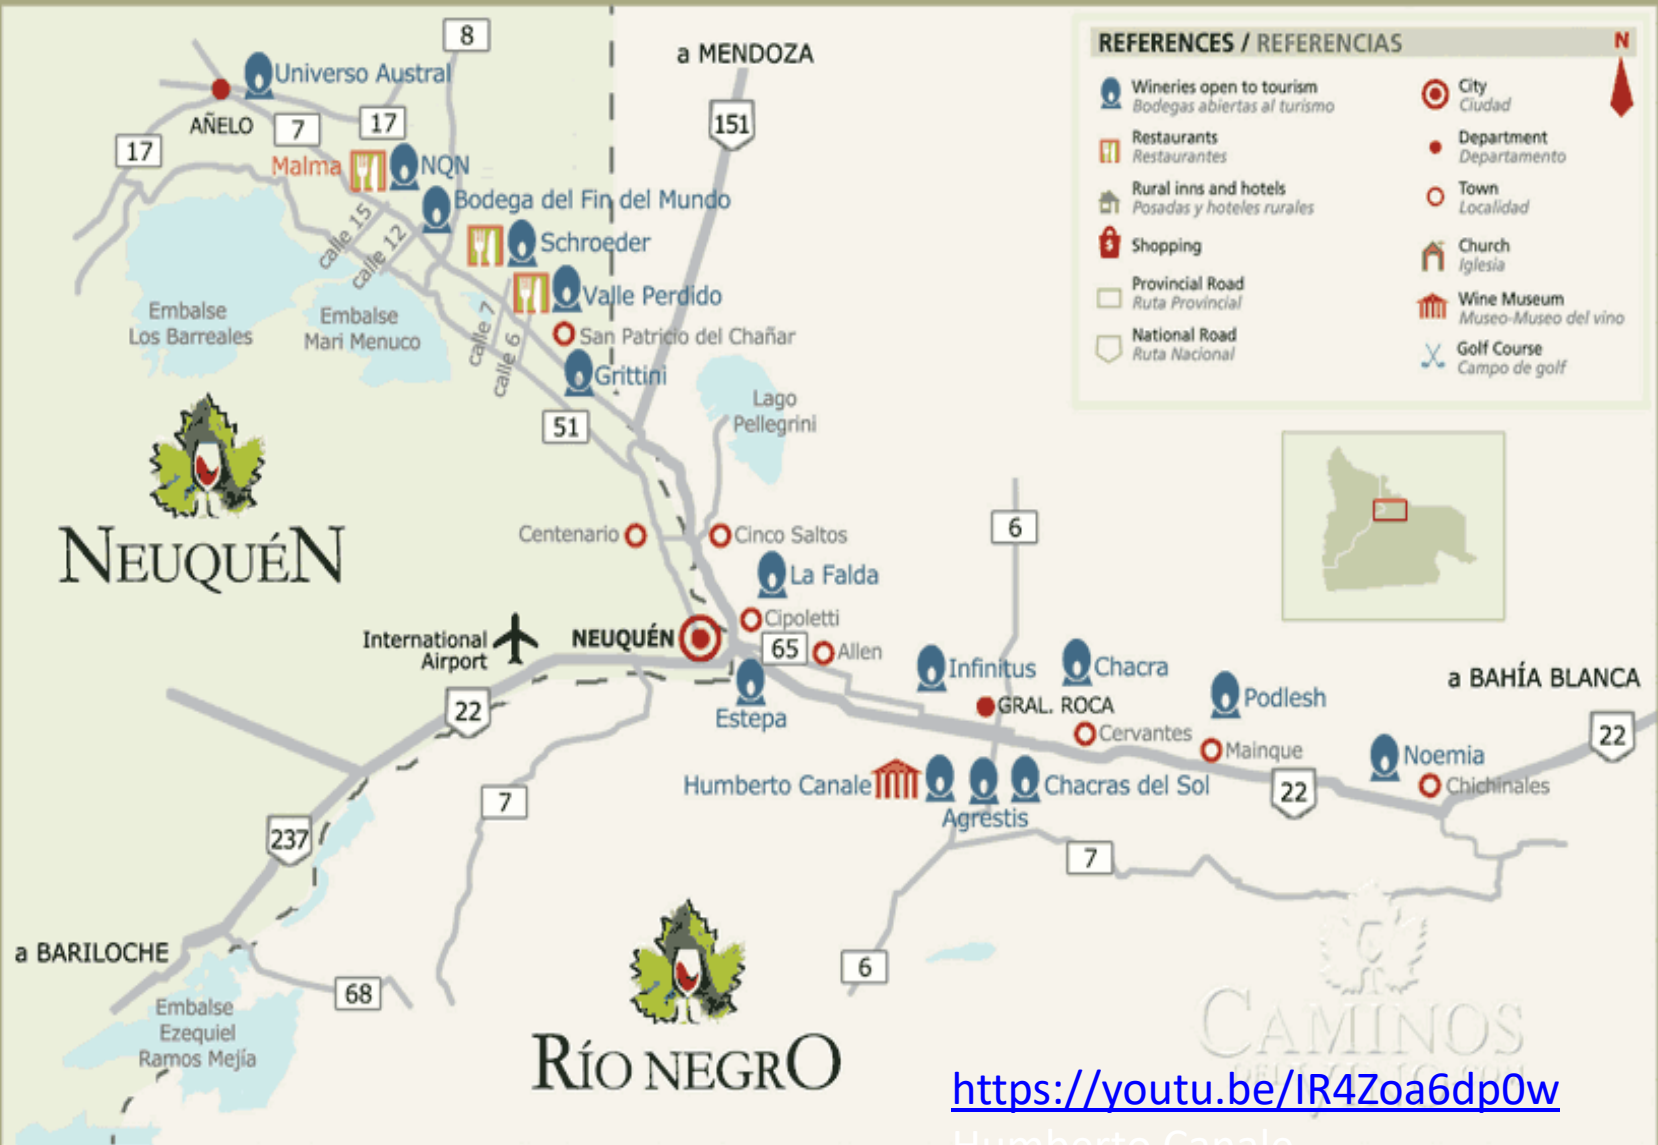 8
a MENDOZA
Universo Austral
AÑELO
7
17
17
151
Malma
NQN
Bodega del Fin del Mundo
calle 15
calle 12
Schroeder
Valle Perdido
Embalse
Los Barreales
Embalse
Mari Menuco
calle 7
calle 6
San Patricio del Chañar
Grittini
51
Lago
Pellegrini
REFERENCES / REFERENCIAS
N
Wineries open to tourism
Bodegas abiertas al turismo
Restaurants
Restaurantes
Rural inns and hotels
Posadas y hoteles rurales
Shopping
Provincial Road
Ruta Provincial
National Road
Ruta Nacional
City
Ciudad
Department
Departamento
Town
Localidad
Church
Iglesia
Wine Museum
Museo-Museo del vino
Golf Course
Campo de golf
NEUQUÉN
Centenario
Cinco Saltos
6
La Falda
Cipoletti
International
Airport
NEUQUÉN
65
Allen
Infinitus
Chacra
a BAHÍA BLANCA
22
Estepa
GRAL. ROCA
Podlesh
Cervantes
Mainque
22
Noemia
Humberto Canale
Chacras del Sol
22
Chichinales
Agrestis
7
237
7
a BARILOCHE
68
6
Embalse
Ezequiel
Ramos Mejía
RÍO NEGRO
CAMINOS
https://youtu.be/IR4Zoa6dp0w
Humberto Canale